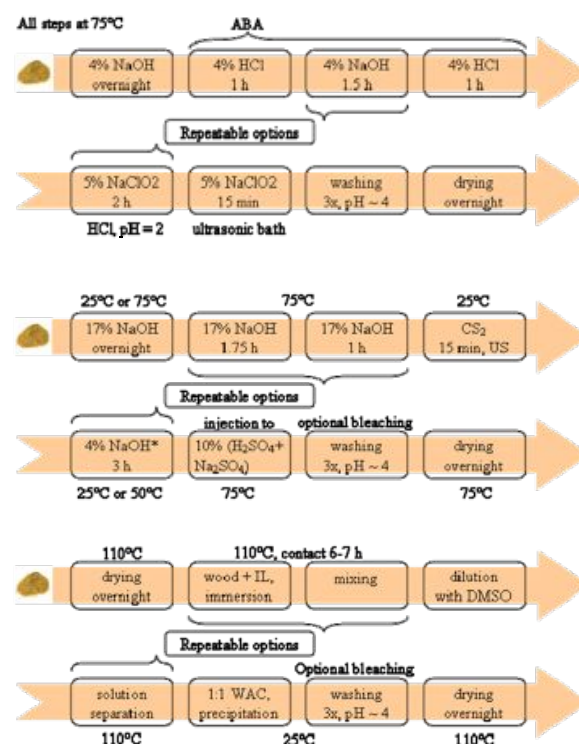 All steps at 75°C
ABA
4% NaOH
overnight
4% HCl
1 h
4% NaOH
1.5 h
4% HCl
1 h
Repeatable options
5% NaClO2
2 h
5% NaClO2
15 min
washing
3x, pH ~ 4
drying
overnight
HCl, pH = 2
ultrasonic bath
25°C or 75°C
75°C
25°C
17% NaOH
overnight
17% NaOH
1.75 h
17% NaOH
1 h
CS₂
15 min, US
Repeatable options
injection to
optional bleaching
4% NaOH*
3 h
10% (H₂SO₄+
Na₂SO₄)
washing
3x, pH ~ 4
drying
overnight
25°C or 50°C
75°C
75°C
110°C
110°C, contact 6-7 h
drying
overnight
wood + IL,
immersion
mixing
dilution
with DMSO
Repeatable options
Optional bleaching
solution
separation
1:1 WAC,
precipitation
washing
3x, pH ~ 4
drying
overnight
110°C
25°C
110°C